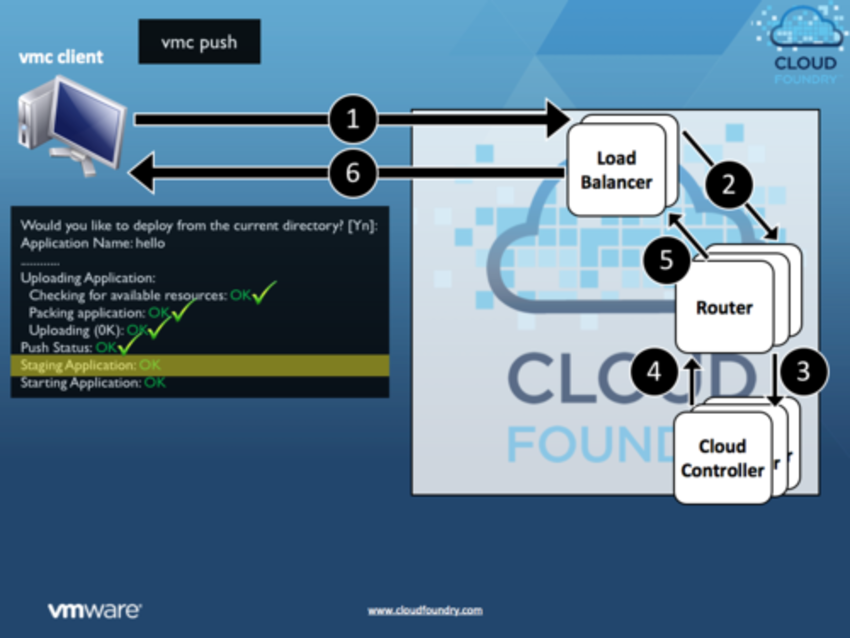 vmc push
vmc client
CLOUD
FOUNDRY
1
6
Load
Balancer
2
5
Router
4
3
Cloud
Controller
r
r
CLOUD
FOUND
Would you like to deploy from the current directory? [Yn]:
Application Name: hello
............
Uploading Application:
Checking for available resources: OK
Packing application: OK
Uploading (0K): OK
Push Status: OK
Staging Application: OK
Starting Application: OK
vmware
www.cloudfoundry.com